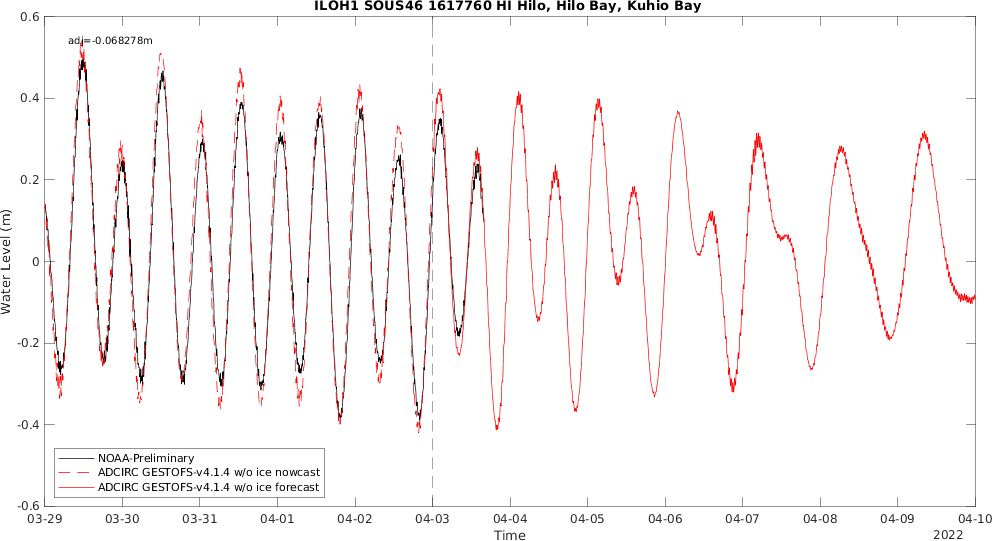 ILOH1 SOUS46 1617760 HI Hilo, Hilo Bay, Kuhio Bay
0.6
adj=-0.068278m
0.4
0.2
0
-0.2
-0.4
-0.6
Water Level (m)
NOAA-Preliminary
ADCIRC GESTOFS-v4.1.4 w/o ice nowcast
ADCIRC GESTOFS-v4.1.4 w/o ice forecast
03-29 03-30 03-31 04-01 04-02 04-03 04-04 04-05 04-06 04-07 04-08 04-09 04-10
Time
2022